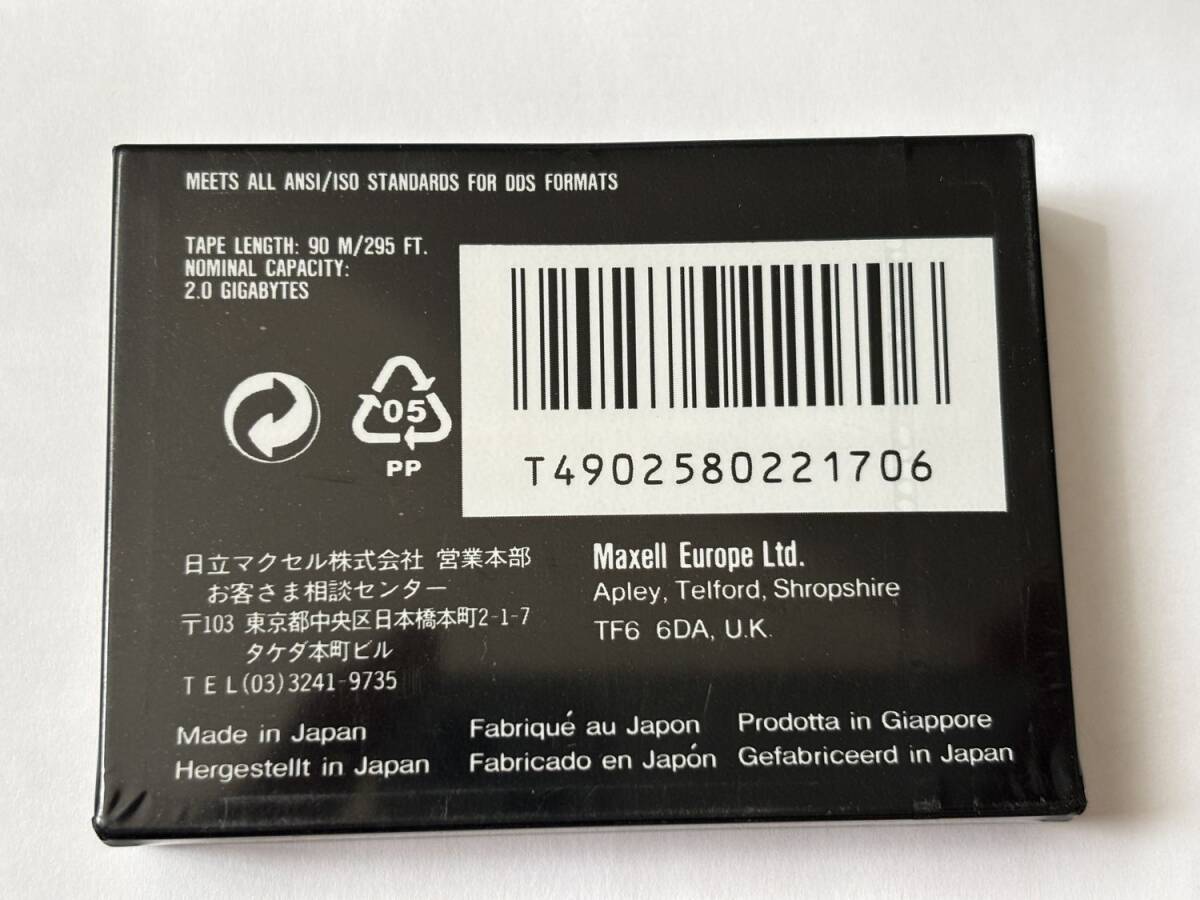 MEETS ALL ANSI/ISO STANDARDS FOR DDS FORMATS
TAPE LENGTH: 90 M/295 FT.
NOMINAL CAPACITY:
2.0 GIGABYTES
05
PP
T4902580221706
日立マクセル株式会社 営業本部
お客さま相談センター
〒103 東京都中央区日本橋本町2-1-7
タケダ本町ビル
TEL(03)3241-9735
Maxell Europe Ltd.
Apley, Telford, Shropshire
TF6 6DA, U.K.
Made in Japan
Fabriqué au Japon
Prodotta in Giappore
Hergestellt in Japan
Fabricado en Japón
Gefabriceerd in Japan